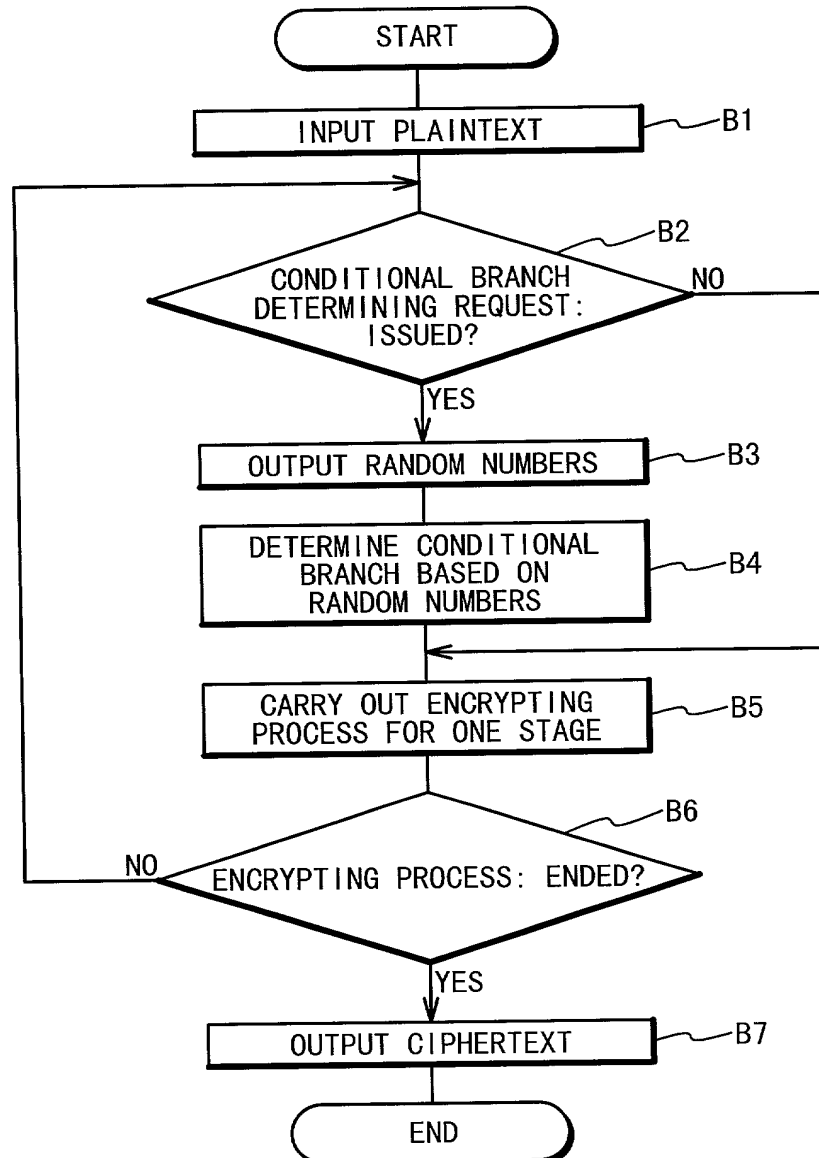 START
INPUT PLAINTEXT
B1
B2
CONDITIONAL BRANCH
DETERMINING REQUEST:
ISSUED?
NO
YES
OUTPUT RANDOM NUMBERS
B3
DETERMINE CONDITIONAL
BRANCH BASED ON
RANDOM NUMBERS
B4
CARRY OUT ENCRYPTING
PROCESS FOR ONE STAGE
B5
B6
NO
ENCRYPTING PROCESS: ENDED?
YES
OUTPUT CIPHERTEXT
B7
END